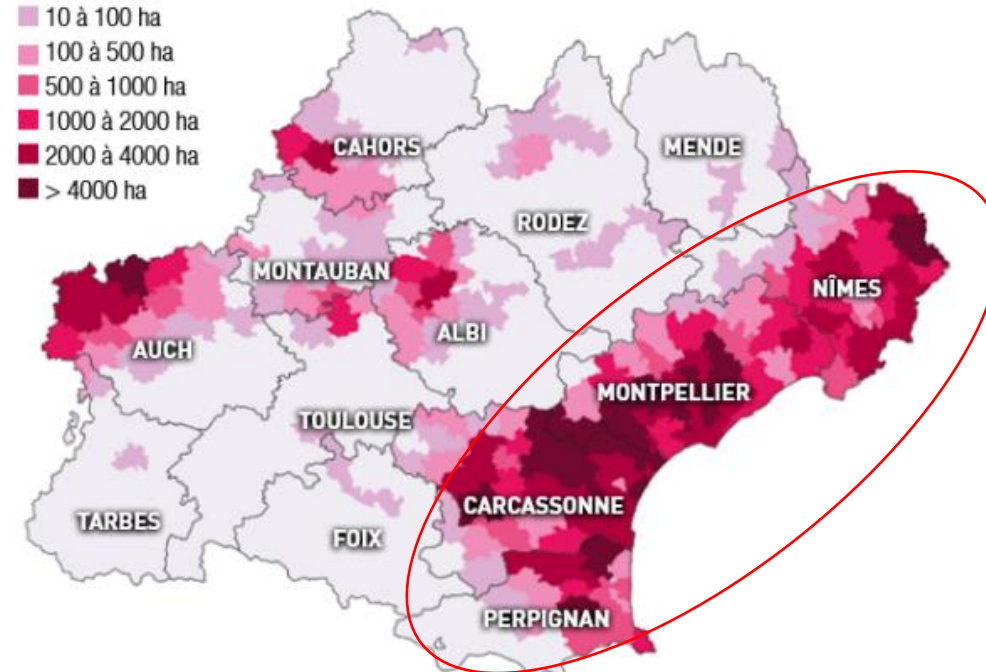 10 à 100 ha
100 à 500 ha
500 à 1000 ha
1000 à 2000 ha
2000 à 4000 ha
> 4000 ha
CAHORS
MENDE
RODEZ
MONTAUBAN
NÎMES
ALBI
AUCH
MONTPELLIER
TOULOUSE
CARCASSONNE
TARBES
FOIX
PERPIGNAN